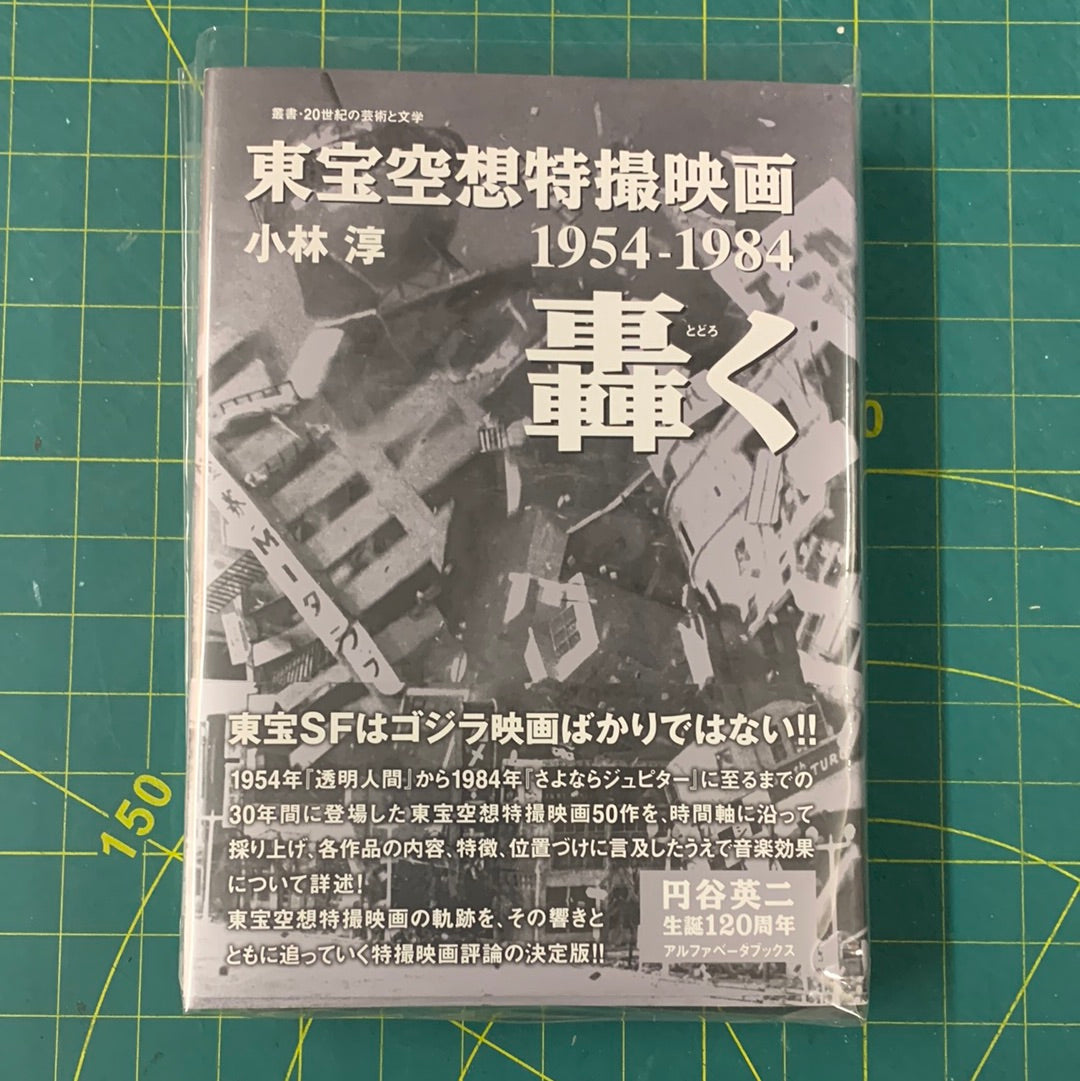 叢書・20世紀の芸術と文学
東宝空想特撮映画
小林 淳
1954-1984
轟く
とどろ
東宝SFはゴジラ映画ばかりではない!!
1954年『透明人間』から1984年『さよならジュピター』に至るまでの
30年間に登場した東宝空想特撮映画50作を、時間軸に沿って
採り上げ、各作品の内容、特徴、位置づけに言及したうえで音楽効果
について詳述!
東宝空想特撮映画の軌跡を、その響きと
ともに追っていく特撮映画評論の決定版!!
円谷英二
生誕120周年
アルファベータブックス
150
0